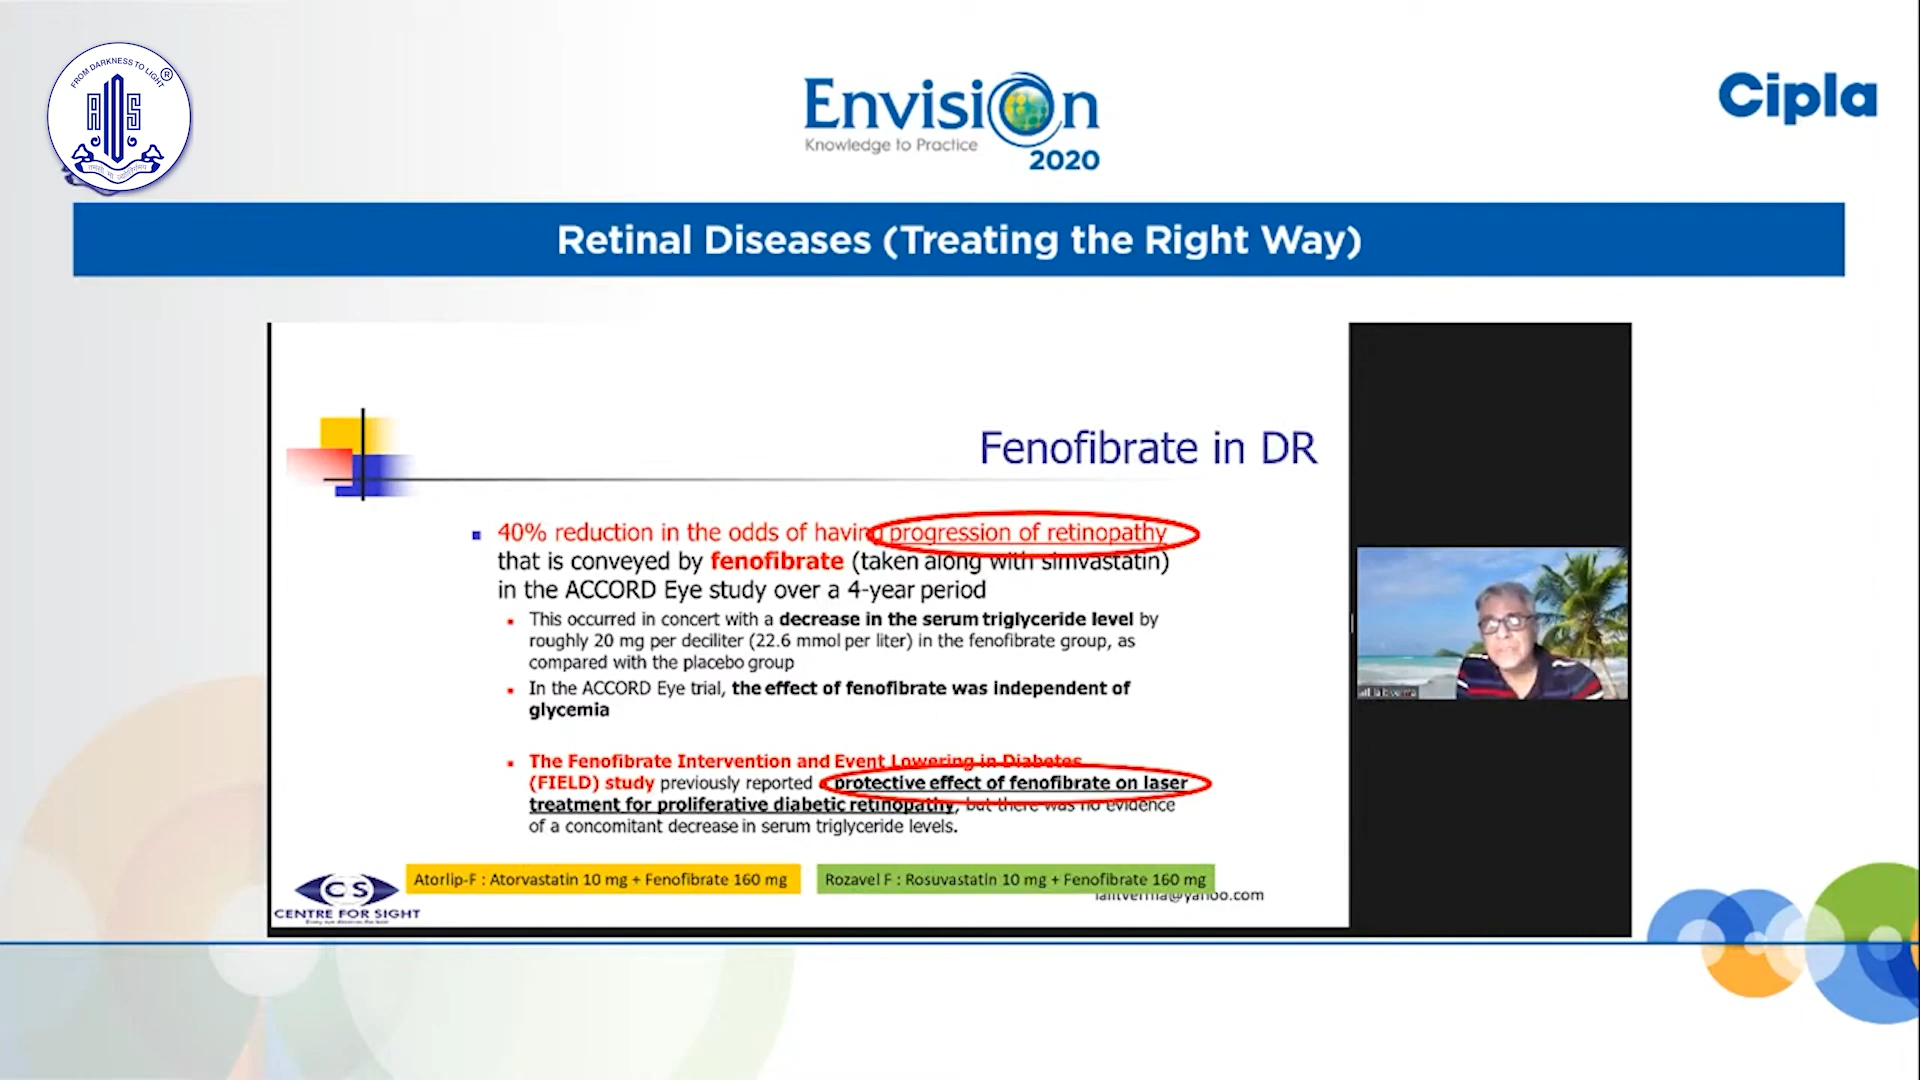 FROM DARKNESS TO LIGHT
®
AIOS
Envision
Knowledge to Practice
2020
Cipla
Retinal Diseases (Treating the Right Way)
Fenofibrate in DR
40% reduction in the odds of having progression of retinopathy
that is conveyed by fenofibrate (taken along with simvastatin)
in the ACCORD Eye study over a 4-year period
This occurred in concert with a decrease in the serum triglyceride level by
roughly 20 mg per deciliter (22.6 mmol per liter) in the fenofibrate group, as
compared with the placebo group
In the ACCORD Eye trial, the effect of fenofibrate was independent of
glycemia
The Fenofibrate Intervention and Event Lowering in Diabetes
(FIELD) study previously reported a protective effect of fenofibrate on laser
treatment for proliferative diabetic retinopathy, but there was no evidence
of a concomitant decrease in serum triglyceride levels.
Atorlip-F : Atorvastatin 10 mg + Fenofibrate 160 mg
Rozavel F : Rosuvastatin 10 mg + Fenofibrate 160 mg
lalitverma@yahoo.com
CS
CENTRE FOR SIGHT